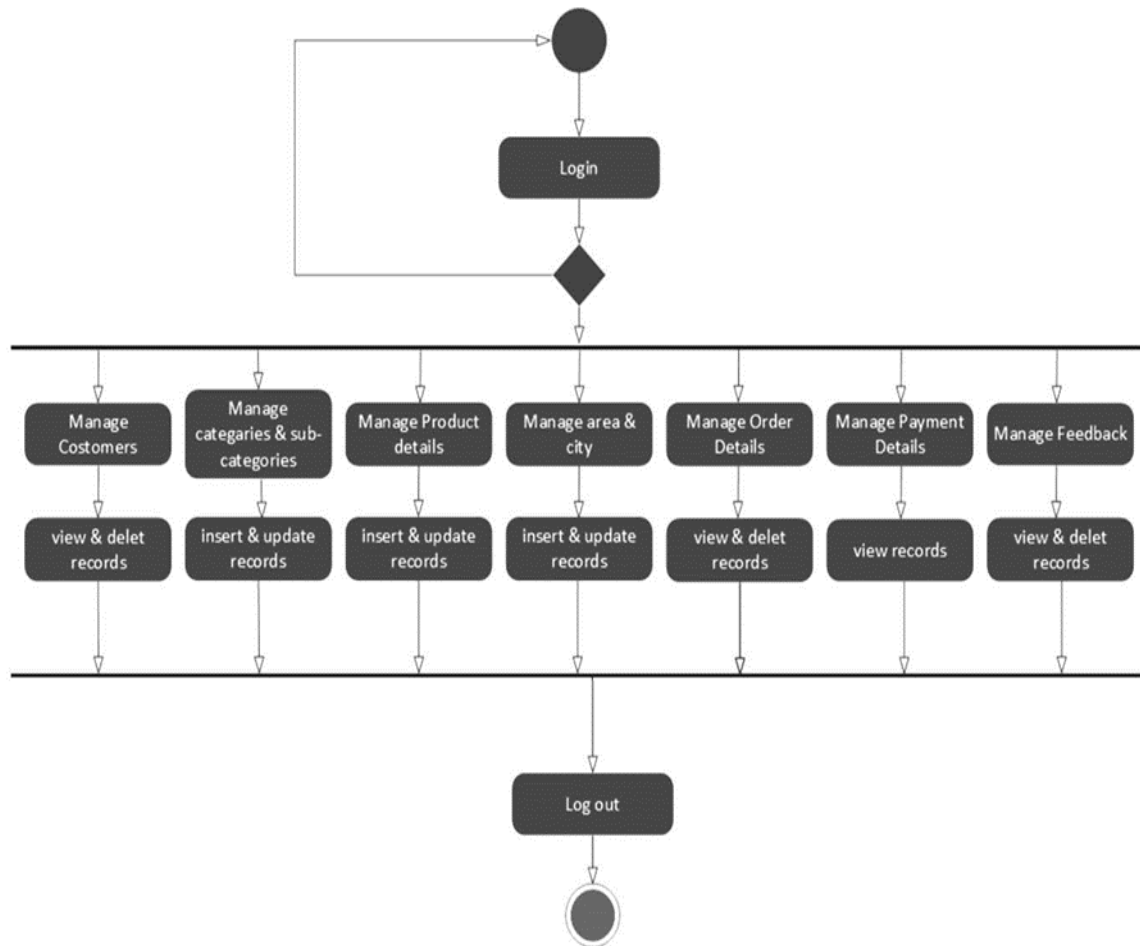 Login
Manage
Costomers
Manage
categaries & sub-
categories
Manage Product
details
Manage area &
city
Manage Order
Details
Manage Payment
Details
Manage Feedback
view & delet
records
insert & update
records
insert & update
records
insert & update
records
view & delet
records
view records
view & delet
records
Log out